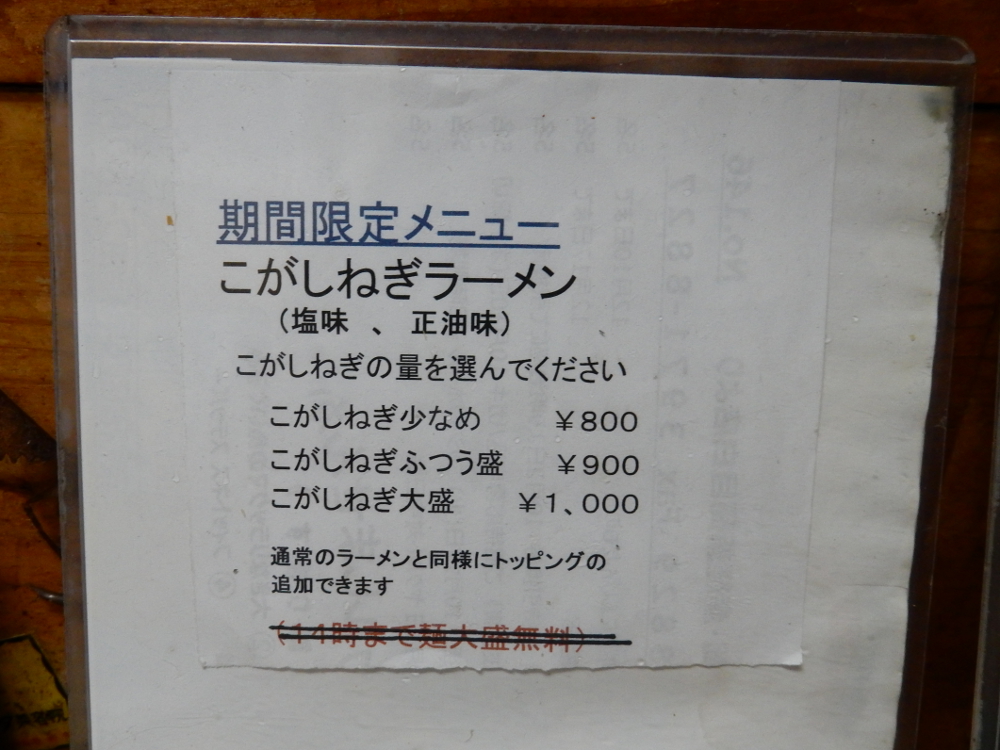 期間限定メニュー
こがしねぎラーメン
（塩味　、　正油味）
こがしねぎの量を選んでください
こがしねぎ少なめ　￥８００
こがしねぎふつう盛　￥９００
こがしねぎ大盛　￥１、０００
通常のラーメンと同様にトッピングの
追加できます
（１４時まで麺大盛無料）